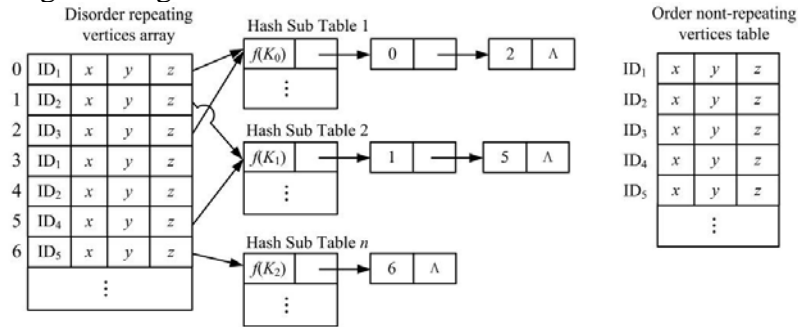 Disorder repeating
vertices array
0 ID₁ x y z
1 ID₂ x y z
2 ID₃ x y z
3 ID₁ x y z
4 ID₂ x y z
5 ID₄ x y z
6 ID₅ x y z
⋮
Hash Sub Table 1
f(K₀) 0 2 Λ
⋮
Hash Sub Table 2
f(K₁) 1 5 Λ
⋮
Hash Sub Table n
f(K₂) 6 Λ
⋮
Order nont-repeating
vertices table
ID₁ x y z
ID₂ x y z
ID₃ x y z
ID₄ x y z
ID₅ x y z
⋮